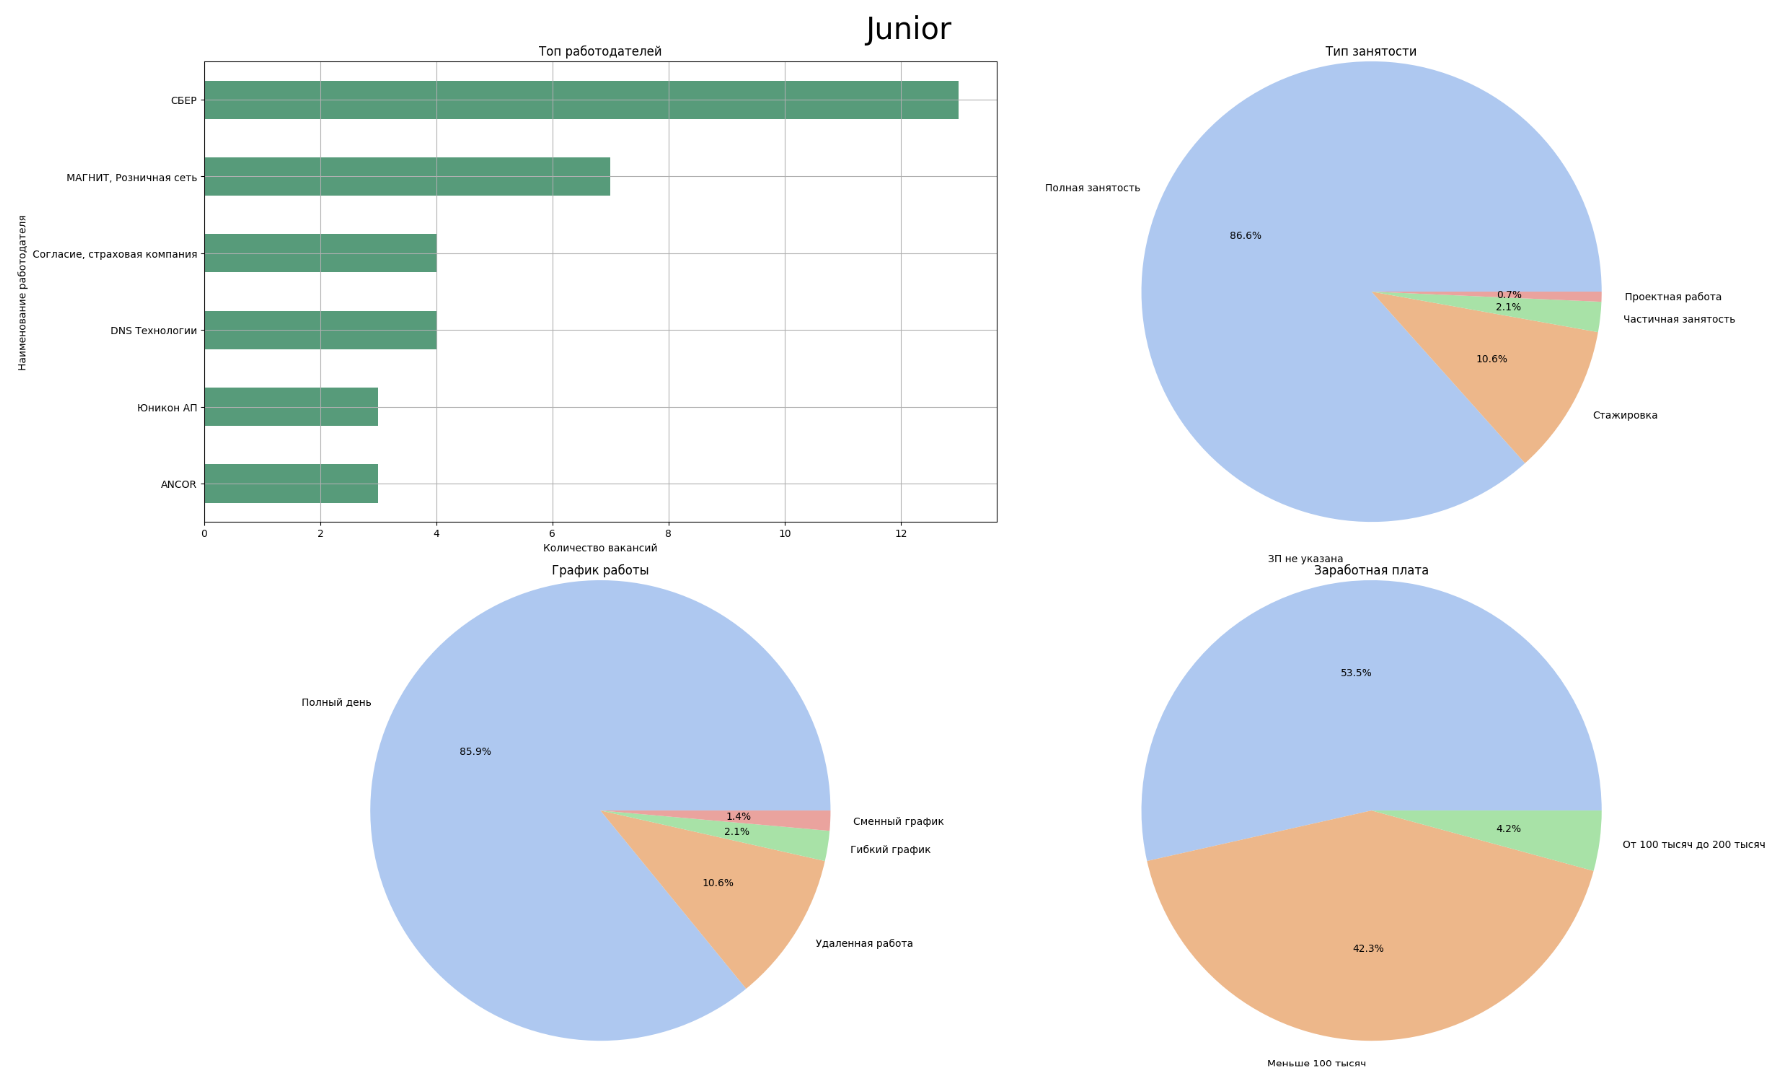 Junior
Топ работодателей
Наименование работодателя
СБЕР
МАГНИТ, Розничная сеть
Согласие, страховая компания
DNS Технологии
Юникон АП
ANCOR
0 2 4 6 8 10 12
Количество вакансий
Тип занятости
Полная занятость
86.6%
0.7%
Проектная работа
2.1%
Частичная занятость
10.6%
Стажировка
График работы
Полный день
85.9%
1.4%
Сменный график
2.1%
Гибкий график
10.6%
Удаленная работа
ЗП не указана
Заработная плата
53.5%
4.2%
От 100 тысяч до 200 тысяч
42.3%
Меньше 100 тысяч